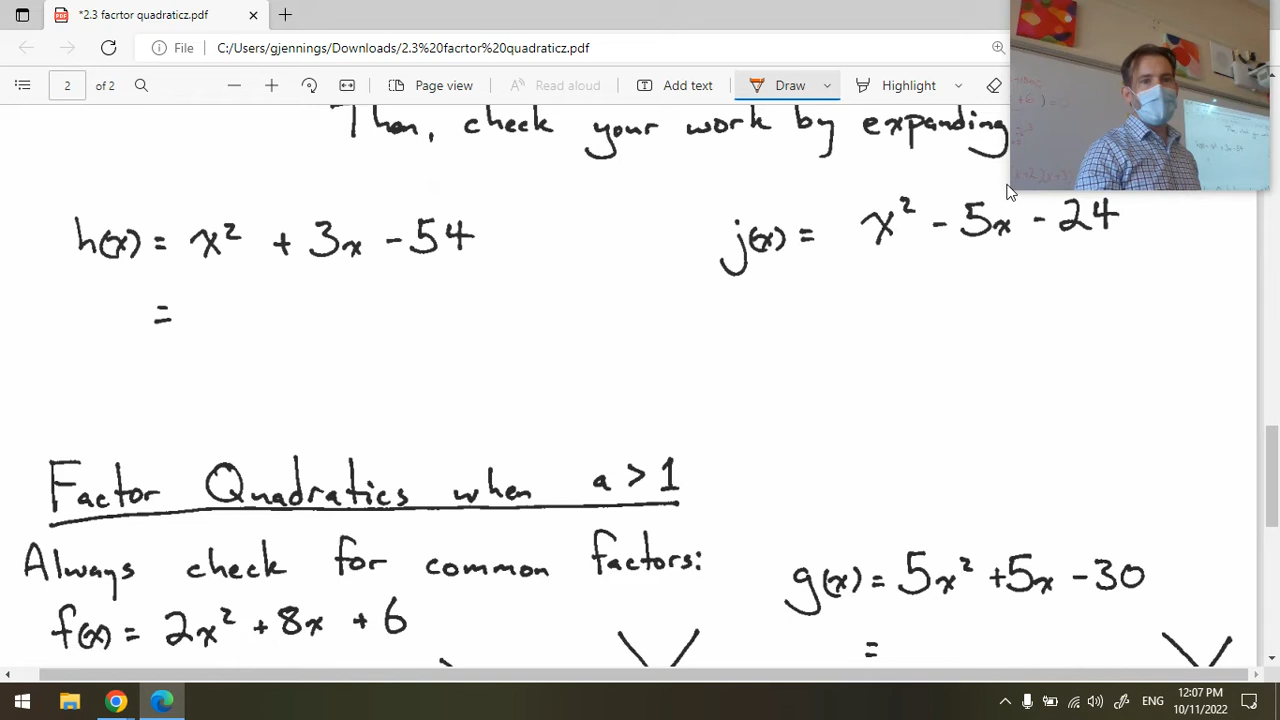 *2.3 facrtor quadraticz.pdf
File C:/Users/gjennings/Downloads/2.3%20facrtor%20quadraticz.pdf
2 of 2 Page view Read aloud Add text Draw Highlight
Then, check your work by expanding
h(x) = x² + 3x - 54
=
j(x) = x² - 5x - 24
Factor Quadratics when a > 1
Always check for common factors:
f(x) = 2x² + 8x + 6
g(x) = 5x² + 5x - 30
=
ENG
12:07 PM
10/11/2022